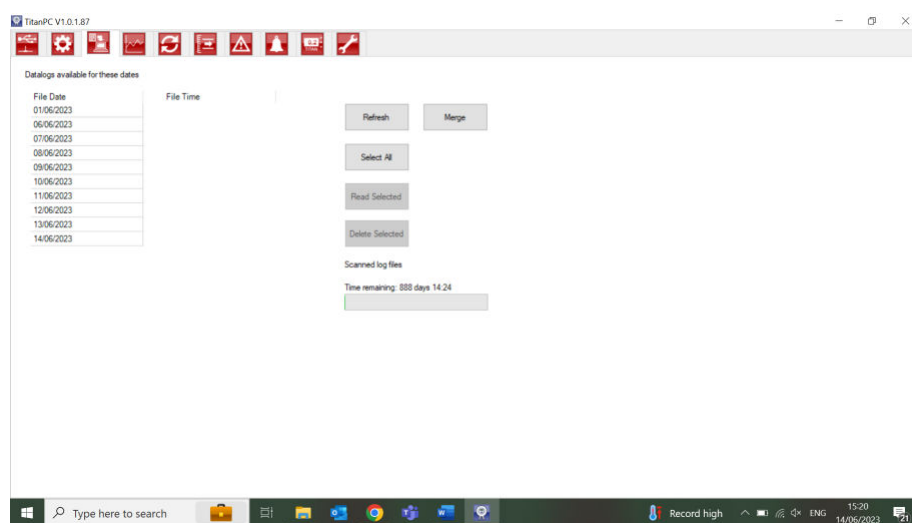 TitanPC V1.0.1.87
Datalogs available for these dates
File Date File Time
01/06/2023
06/06/2023
07/06/2023
08/06/2023
09/06/2023
10/06/2023
11/06/2023
12/06/2023
13/06/2023
14/06/2023
Refresh Merge
Select All
Read Selected
Delete Selected
Scanned log files
Time remaining: 888 days 14:24
Type here to search
Record high
ENG
15:20
14/06/2023
21